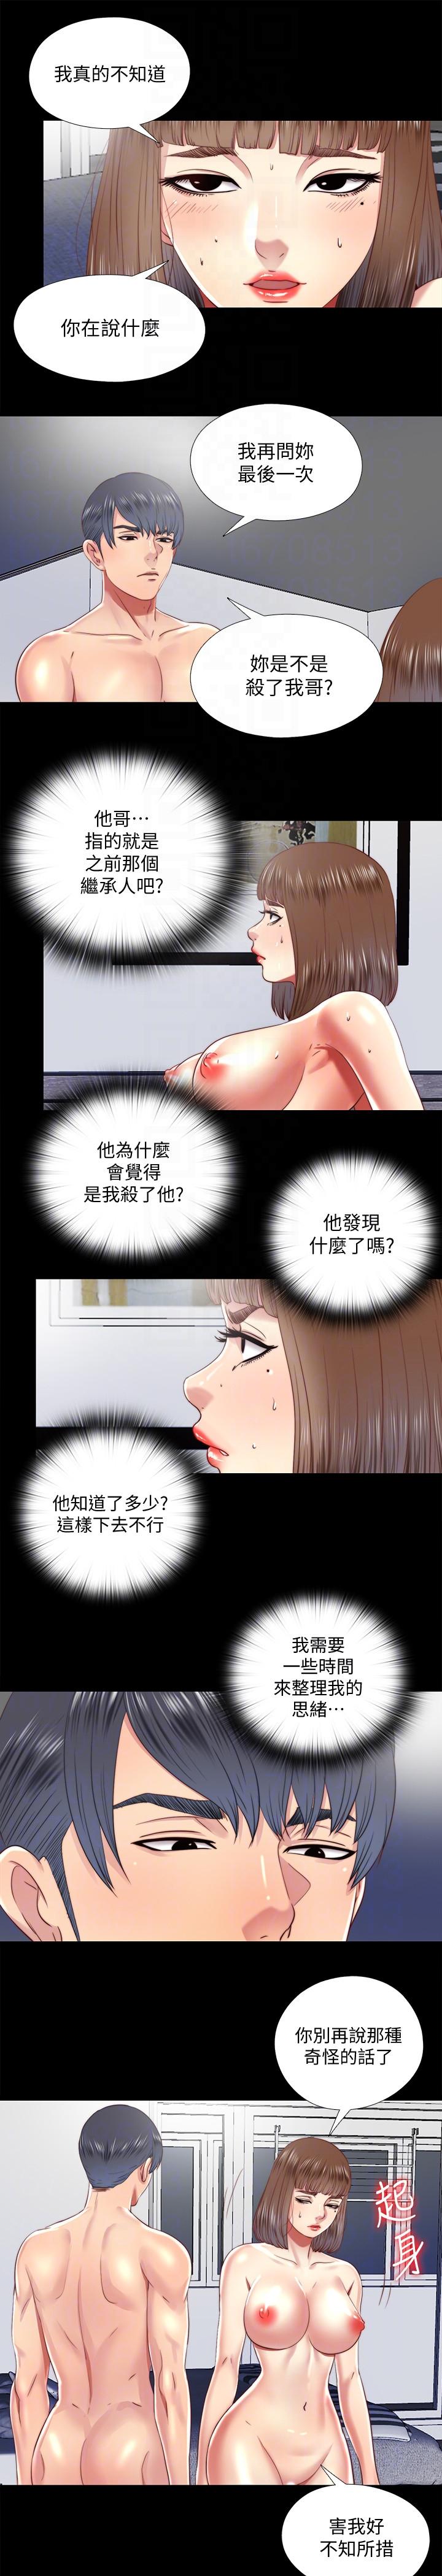 我真的不知道
你在說什麼
我再問妳
最後一次
妳是不是
殺了我哥?
他哥⋯
指的就是
之前那個
繼承人吧?
他為什麼
會覺得
是我殺了他?
他發現
什麼了嗎?
他知道了多少?
這樣下去不行
我需要
一些時間
來整理我的
思緒⋯
你別再說那種
奇怪的話了
起身
害我好
不知所措